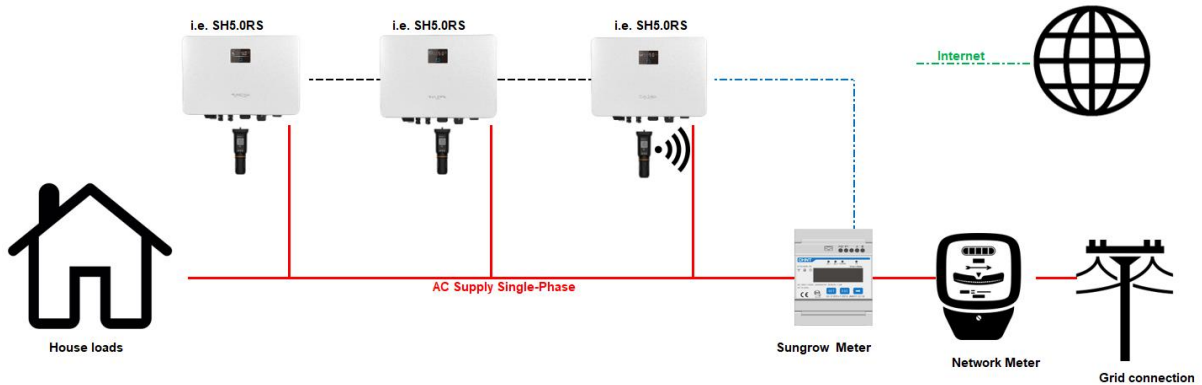 i.e. SH5.0RS
i.e. SH5.0RS
i.e. SH5.0RS
Internet
AC Supply Single-Phase
House loads
CHNT
Sungrow Meter
Network Meter
Grid connection